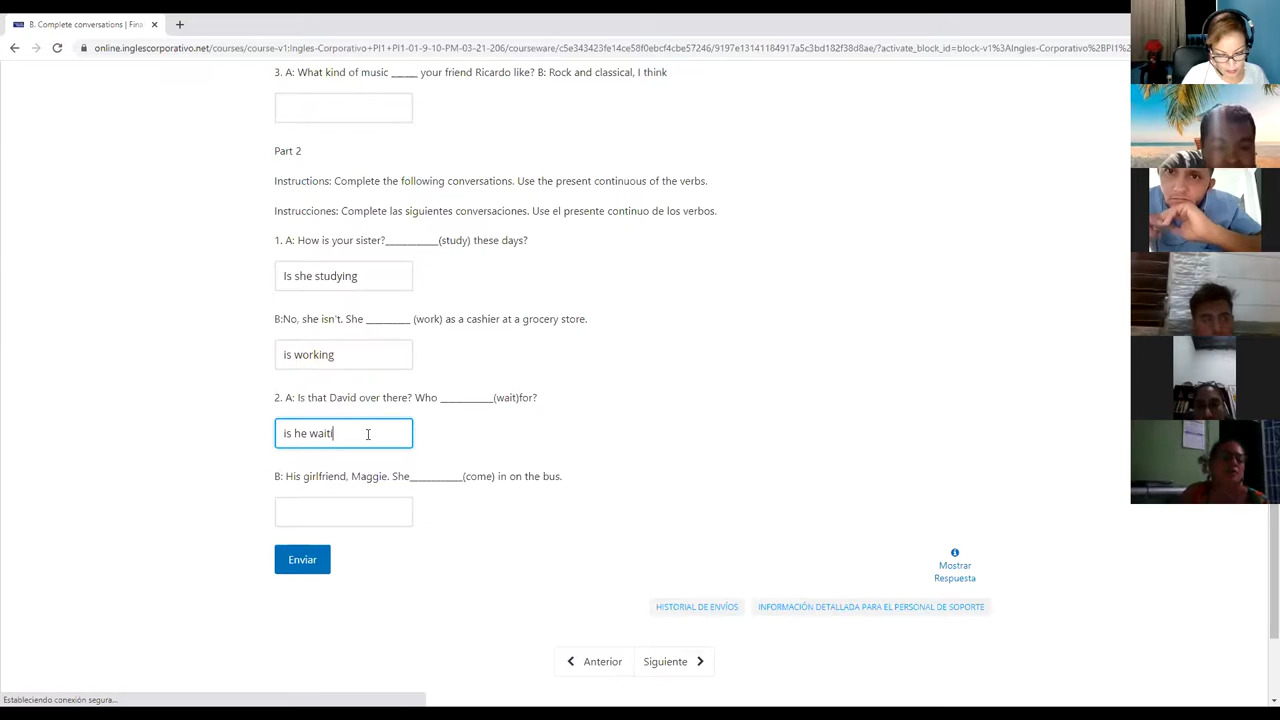 B. Complete conversations | Fina
online.inglescorporativo.net/courses/course-v1:Ingles-Corporativo+PI1+PI1-01-9-10-PM-03-21-206/courseware/c5e343423fe14ce58f0ebcf4cbe57246/9197e13141184917a5c3bd182f38d8ae/?activate_block_id=block-v1%3AIngles-Corporativo%2BPI1%2
3. A: What kind of music _____ your friend Ricardo like? B: Rock and classical, I think
Part 2
Instructions: Complete the following conversations. Use the present continuous of the verbs.
Instrucciones: Complete las siguientes conversaciones. Use el presente continuo de los verbos.
1. A: How is your sister?__________(study) these days?
Is she studying
B:No, she isn't. She ________ (work) as a cashier at a grocery store.
is working
2. A: Is that David over there? Who __________(wait)for?
is he waiti
B: His girlfriend, Maggie. She__________(come) in on the bus.
Enviar
Mostrar
Respuesta
HISTORIAL DE ENVÍOS
INFORMACIÓN DETALLADA PARA EL PERSONAL DE SOPORTE
Anterior
Siguiente
Estableciendo conexión segura...